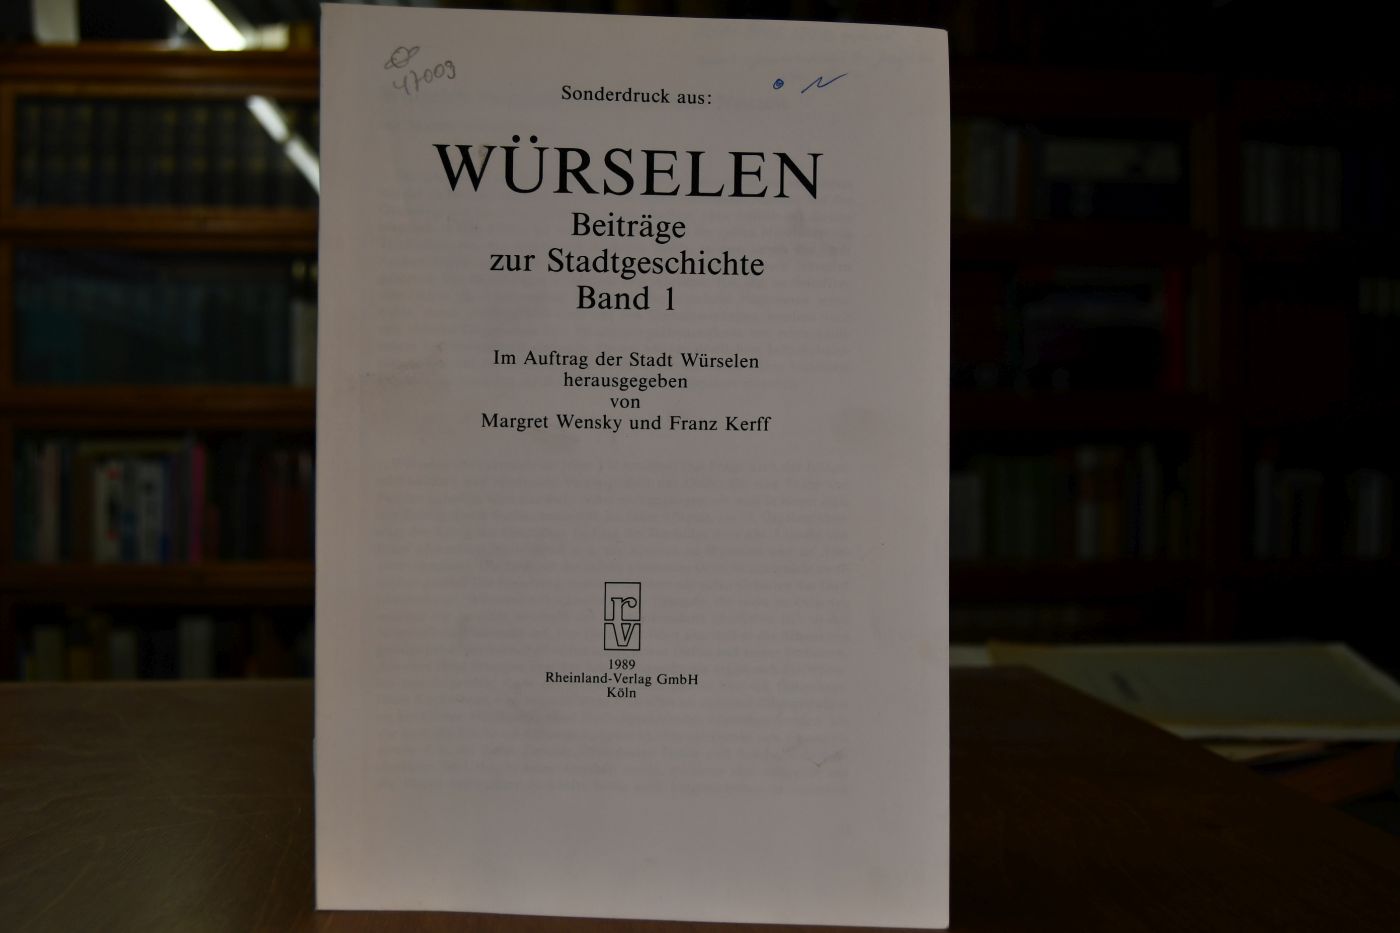 47009
Sonderdruck aus:
WÜRSELEN
Beiträge
zur Stadtgeschichte
Band 1
Im Auftrag der Stadt Würselen
herausgegeben
von
Margret Wensky und Franz Kerff
rv
1989
Rheinland-Verlag GmbH
Köln